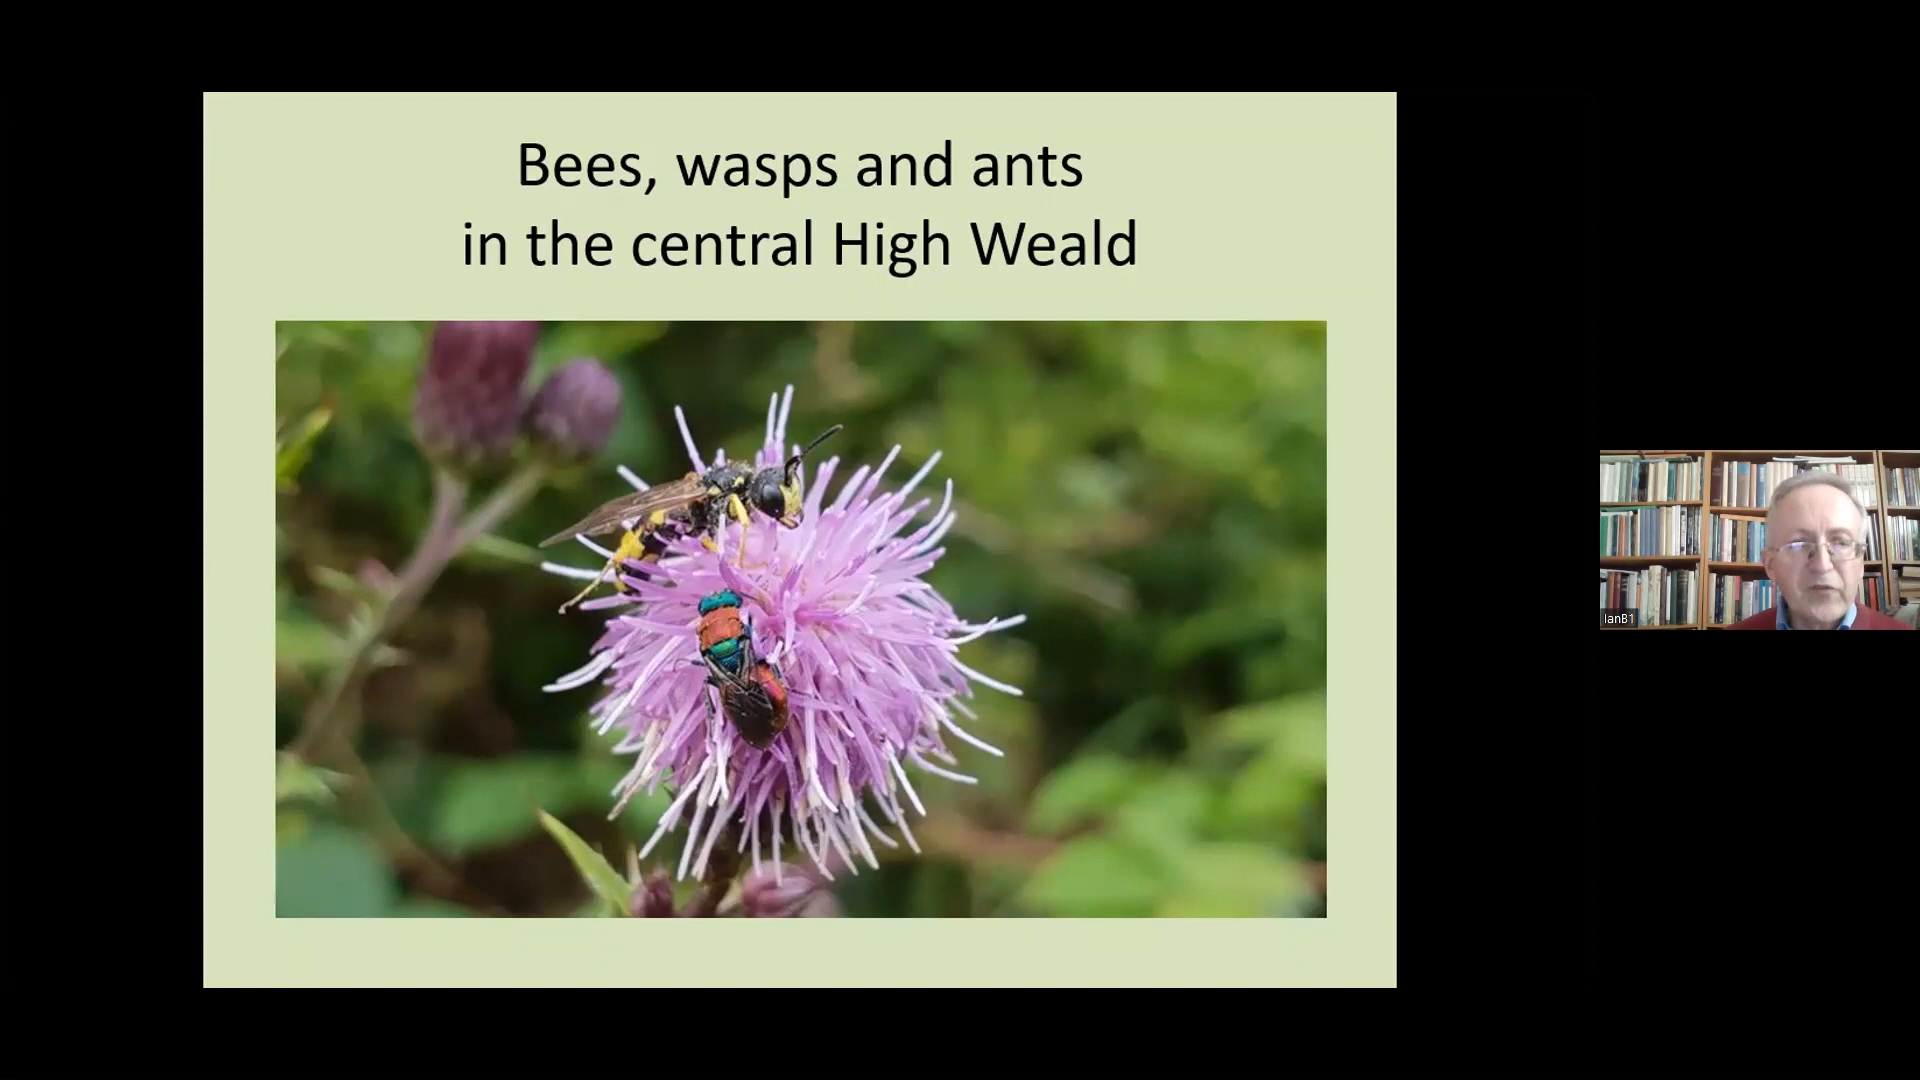 Bees, wasps and ants
in the central High Weald
IanB1